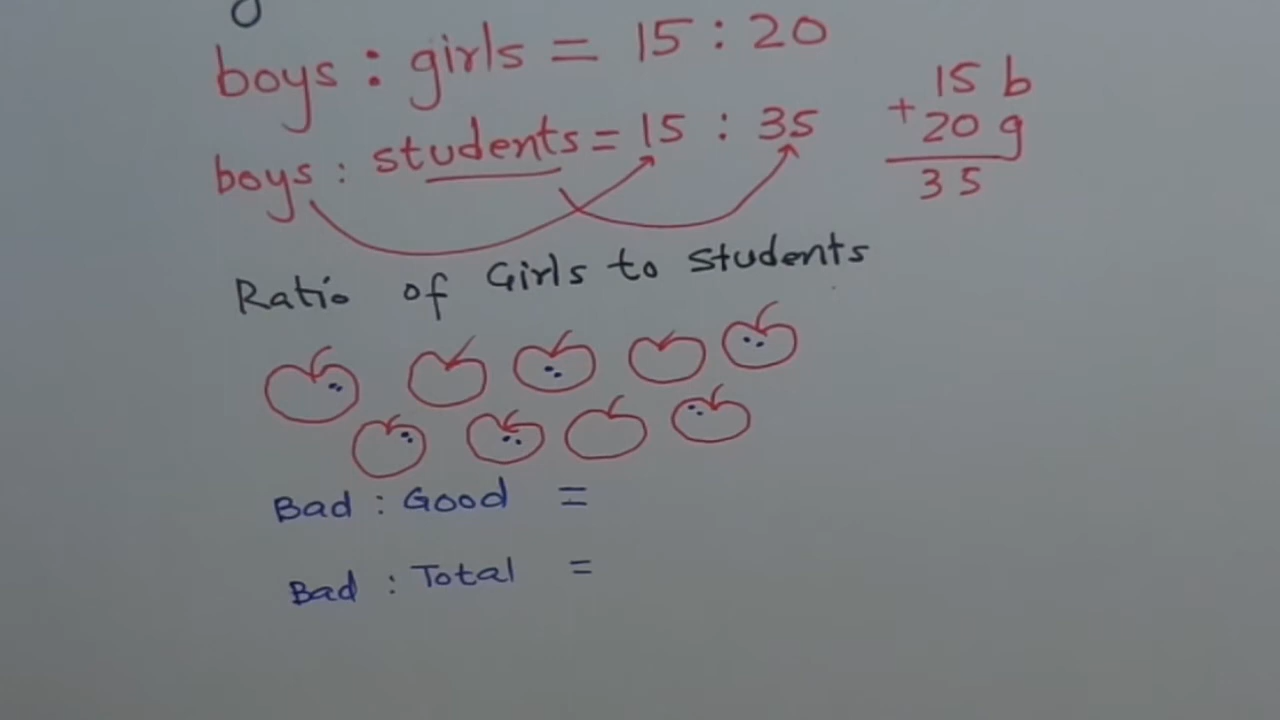 boys : girls = 15 : 20
15 b
boys : students = 15 : 35
+ 20 g
35
Ratio of Girls to students
Bad : Good =
Bad : Total =